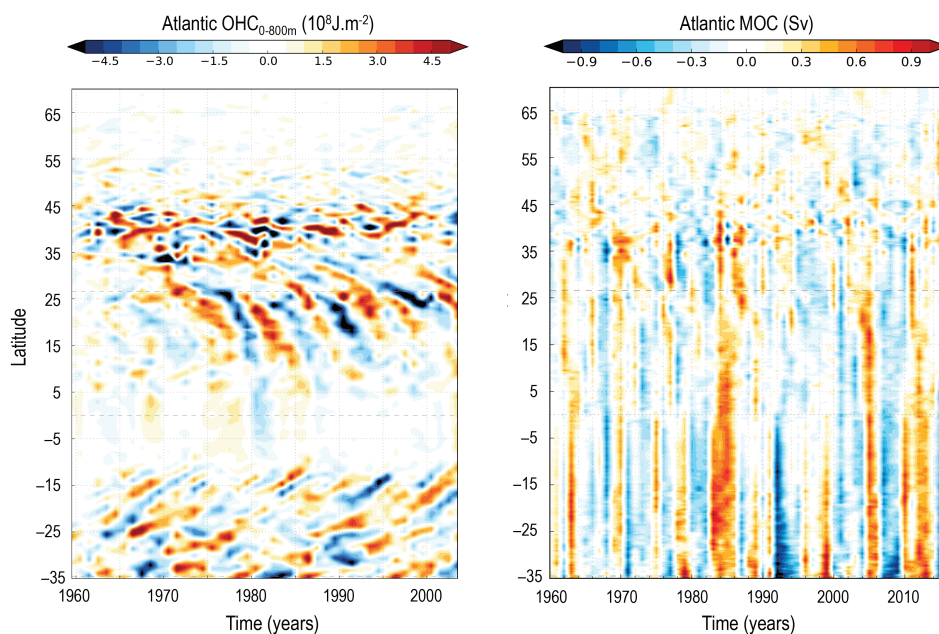 Atlantic OHC0-800m (10⁸J.m⁻²)
−4.5 −3.0 −1.5 0.0 1.5 3.0 4.5
Latitude
65
55
45
35
25
15
5
−5
−15
−25
−35
1960 1970 1980 1990 2000
Time (years)
Atlantic MOC (Sv)
−0.9 −0.6 −0.3 0.0 0.3 0.6 0.9
65
55
45
35
25
15
5
−5
−15
−25
−35
1960 1970 1980 1990 2000 2010
Time (years)